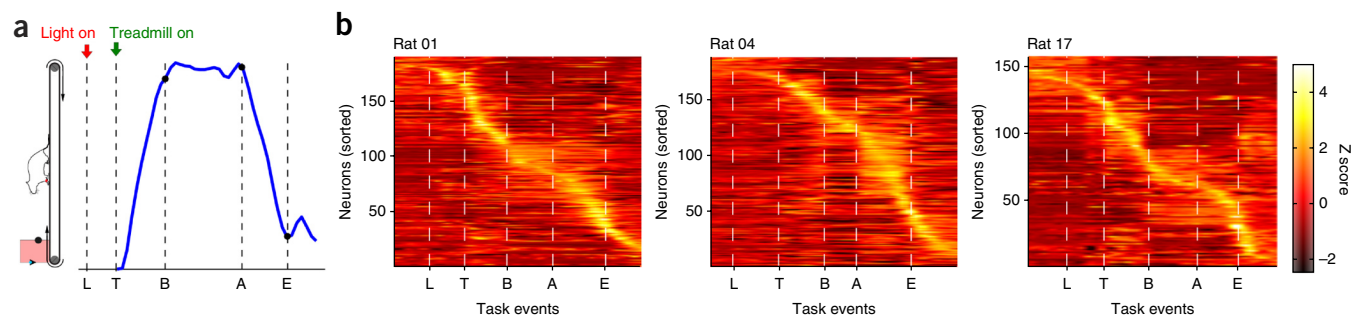 a
Light on
Treadmill on
L T B A E
b
Rat 01
Neurons (sorted)
150
100
50
L T B A E
Task events
Rat 04
Neurons (sorted)
150
100
50
L T B A E
Task events
Rat 17
Neurons (sorted)
150
100
50
L T B A E
Task events
4
2
0
–2
Z score